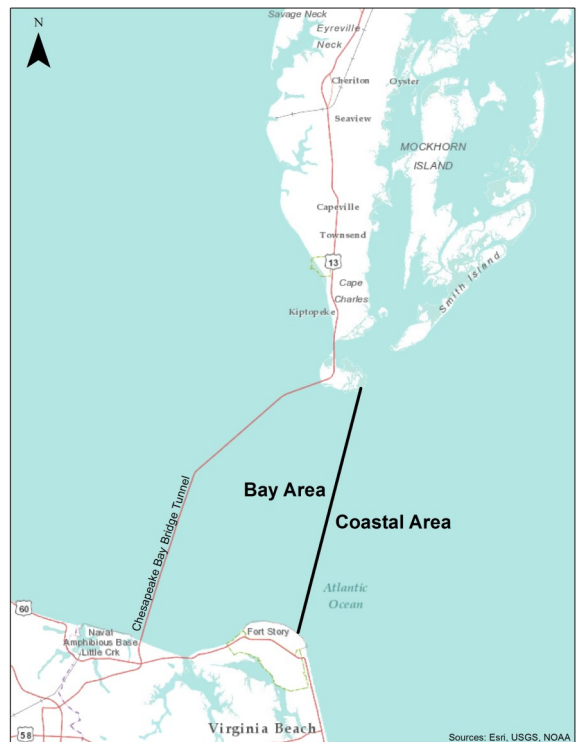 Savage Neck
N
Eyreville
Neck
Cheriton
Oyster
Seaview
MOCKHORN
ISLAND
Capeville
Townsend
13
Cape
Charles
Smith Island
Kiptopeke
Bay Area
Coastal Area
Chesapeake Bay Bridge Tunnel
Atlantic
Ocean
60
Naval
Amphibious Base
Little Crk
Fort Story
Virginia Beach
58
Sources: Esri, USGS, NOAA